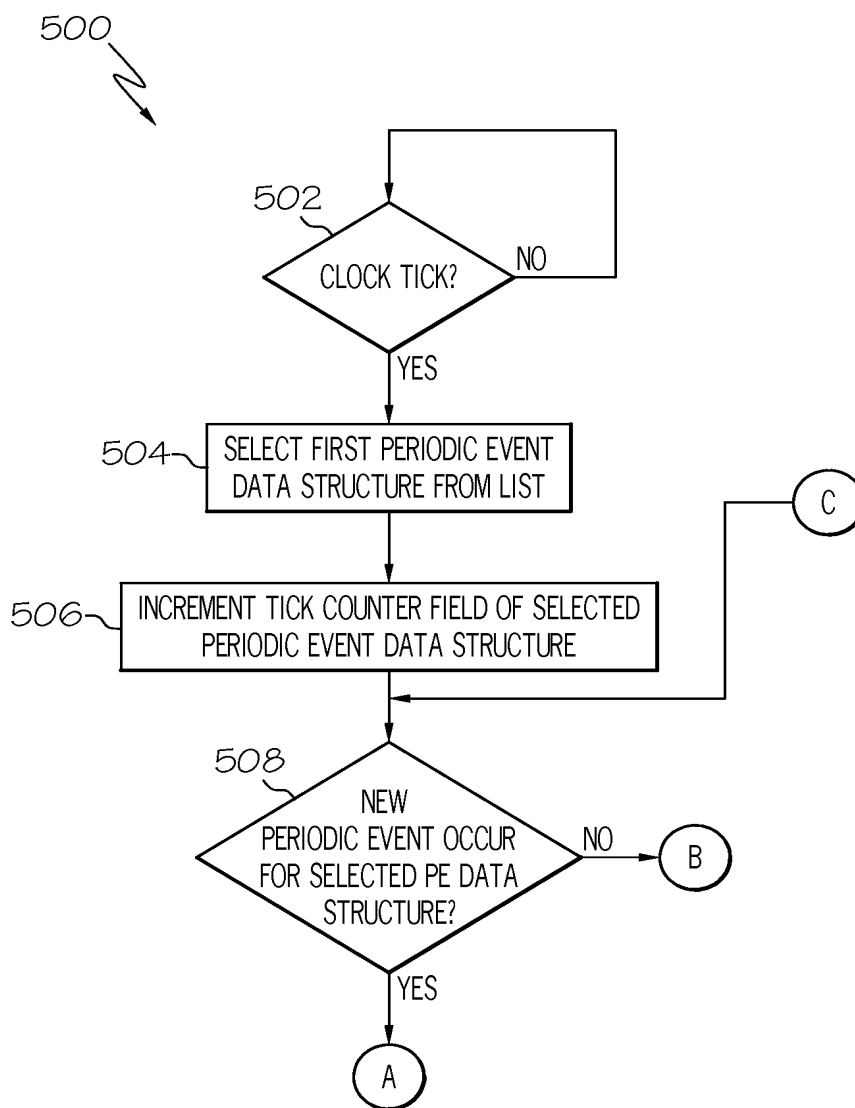 500
502
CLOCK TICK?
NO
YES
504
SELECT FIRST PERIODIC EVENT
DATA STRUCTURE FROM LIST
C
506
INCREMENT TICK COUNTER FIELD OF SELECTED
PERIODIC EVENT DATA STRUCTURE
508
NEW
PERIODIC EVENT OCCUR
FOR SELECTED PE DATA
STRUCTURE?
NO
B
YES
A